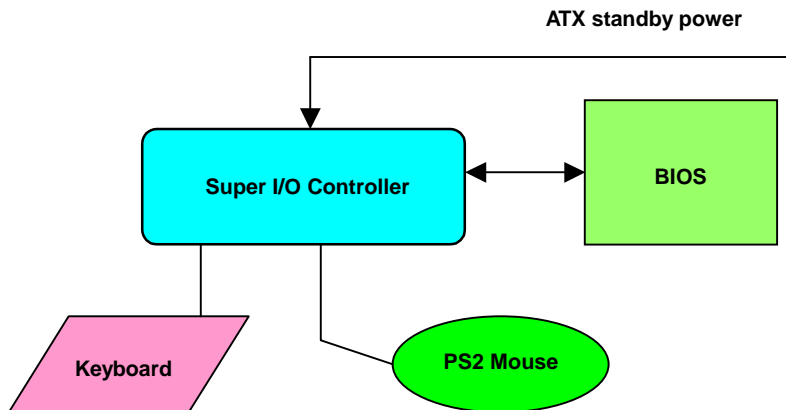 ATX standby power
Super I/O Controller
BIOS
Keyboard
PS2 Mouse